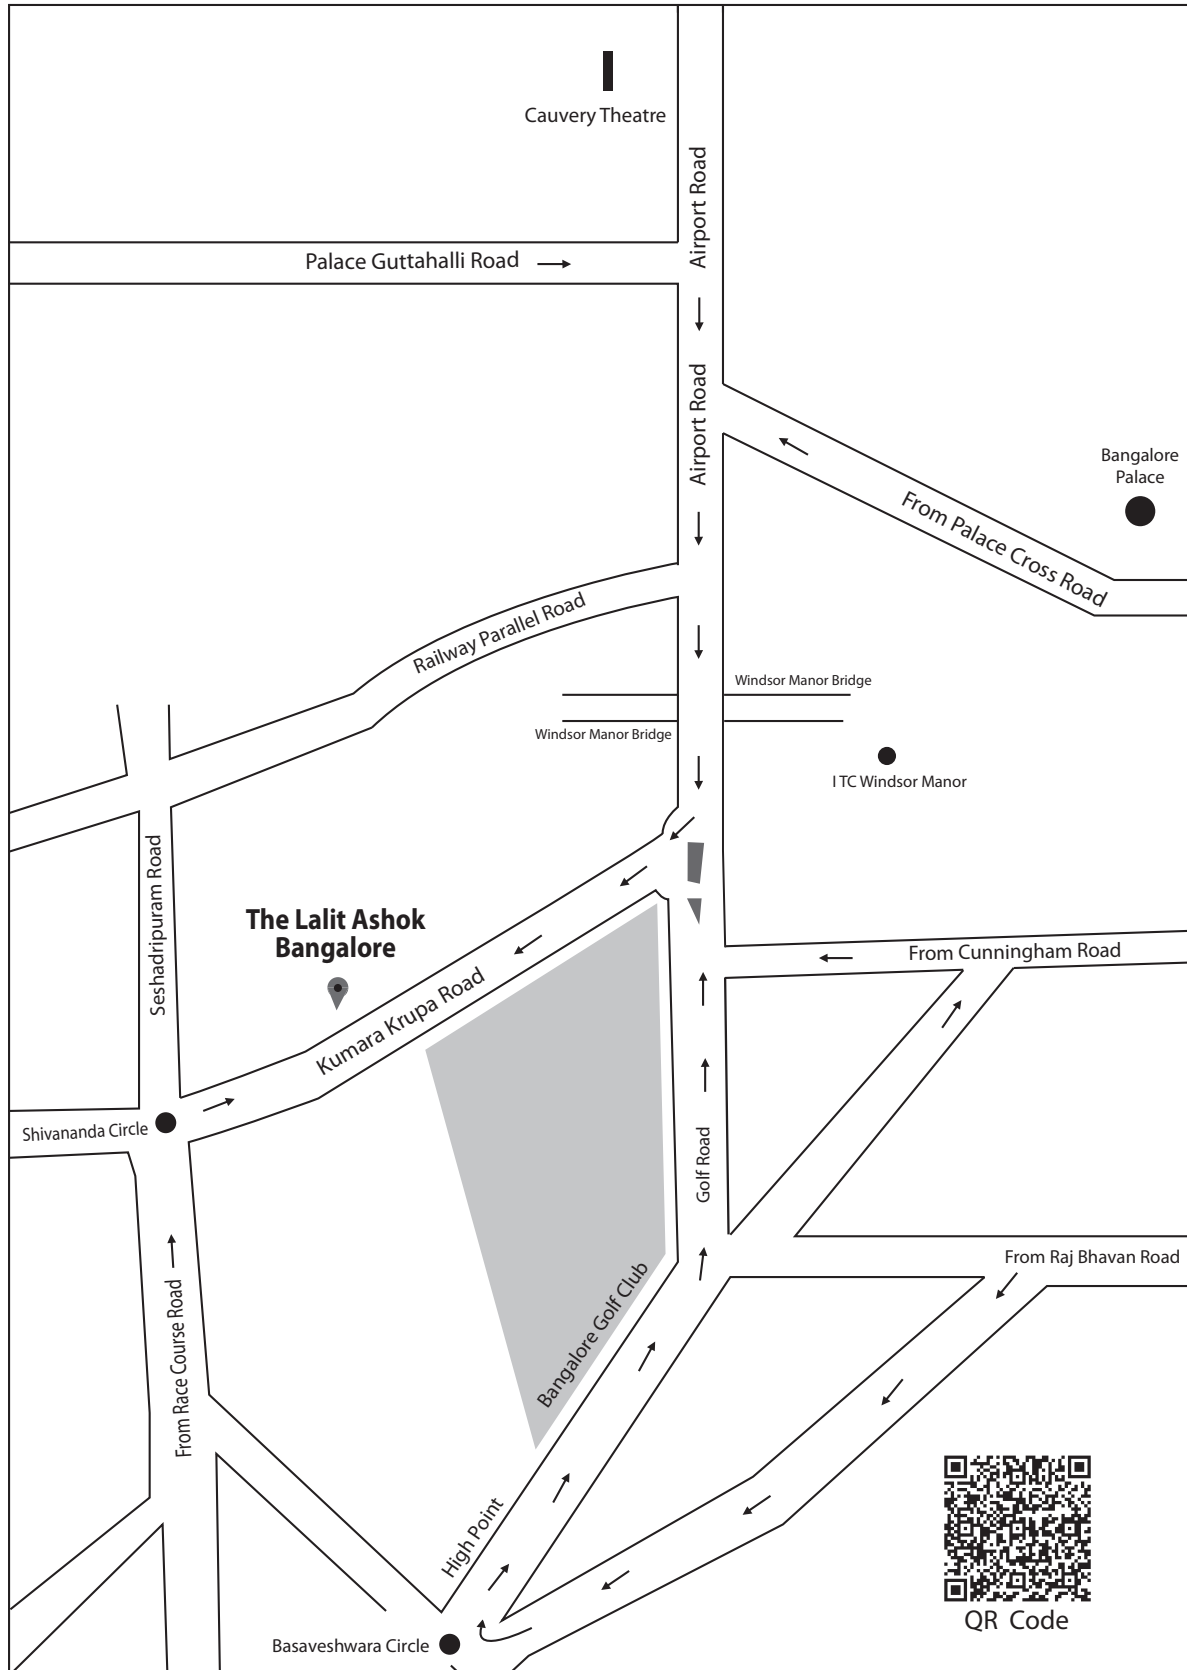 Cauvery Theatre
Airport Road
Palace Guttahalli Road
Airport Road
Bangalore
Palace
From Palace Cross Road
Railway Parallel Road
Windsor Manor Bridge
Windsor Manor Bridge
I TC Windsor Manor
Seshadripuram Road
The Lalit Ashok
Bangalore
From Cunningham Road
Kumara Krupa Road
Shivananda Circle
Golf Road
From Raj Bhavan Road
Bangalore Golf Club
From Race Course Road
High Point
QR Code
Basaveshwara Circle